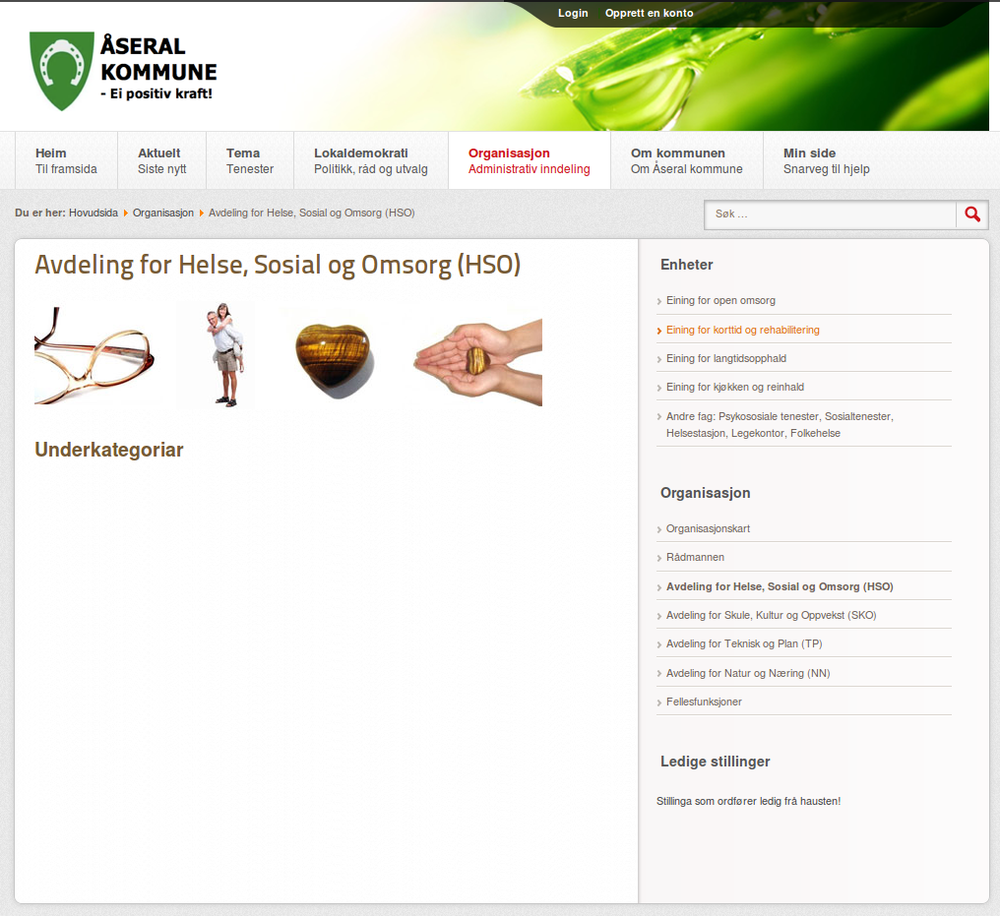 Login Opprett en konto
ÅSERAL
KOMMUNE
- Ei positiv kraft!
Heim Aktuelt Tema Lokaldemokrati Organisasjon Om kommunen Min side
Til framsida Siste nytt Tenester Politikk, råd og utvalg Administrativ inndeling Om Åseral kommune Snarveg til hjelp
Du er her: Hovudsida Organisasjon Avdeling for Helse, Sosial og Omsorg (HSO)
Søk ...
Avdeling for Helse, Sosial og Omsorg (HSO)
Underkategoriar
Enheter
Eining for open omsorg
Eining for korttid og rehabilitering
Eining for langtidsopphald
Eining for kjøkken og reinhald
Andre fag: Psykososiale tenester, Sosialtenester,
Helsestasjon, Legekontor, Folkehelse
Organisasjon
Organisasjonskart
Rådmannen
Avdeling for Helse, Sosial og Omsorg (HSO)
Avdeling for Skule, Kultur og Oppvekst (SKO)
Avdeling for Teknisk og Plan (TP)
Avdeling for Natur og Næring (NN)
Fellesfunksjoner
Ledige stillinger
Stillinga som ordfører ledig frå hausten!